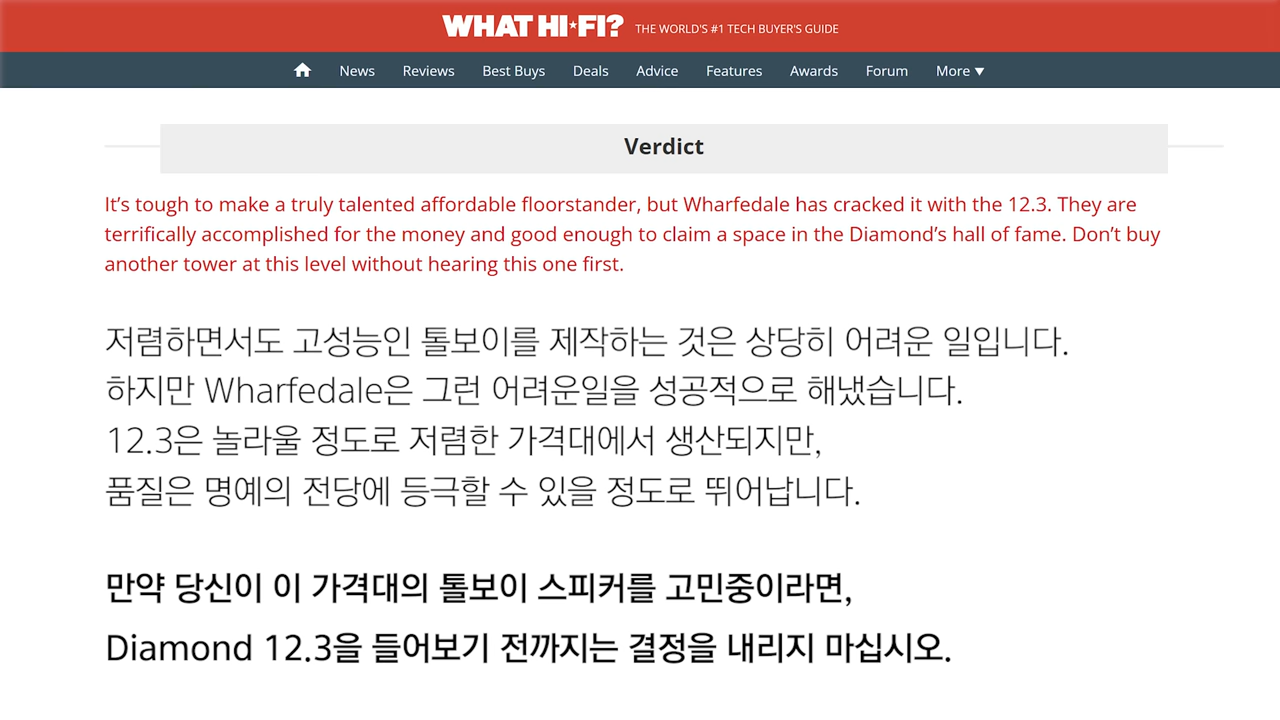 WHAT HI★FI? THE WORLD'S #1 TECH BUYER'S GUIDE
News Reviews Best Buys Deals Advice Features Awards Forum More ▼
Verdict
It's tough to make a truly talented affordable floorstander, but Wharfedale has cracked it with the 12.3. They are
terrifically accomplished for the money and good enough to claim a space in the Diamond's hall of fame. Don't buy
another tower at this level without hearing this one first.
저렴하면서도 고성능인 톨보이를 제작하는 것은 상당히 어려운 일입니다.
하지만 Wharfedale은 그런 어려운일을 성공적으로 해냈습니다.
12.3은 놀라울 정도로 저렴한 가격대에서 생산되지만,
품질은 명예의 전당에 등극할 수 있을 정도로 뛰어납니다.
만약 당신이 이 가격대의 톨보이 스피커를 고민중이라면,
Diamond 12.3을 들어보기 전까지는 결정을 내리지 마십시오.